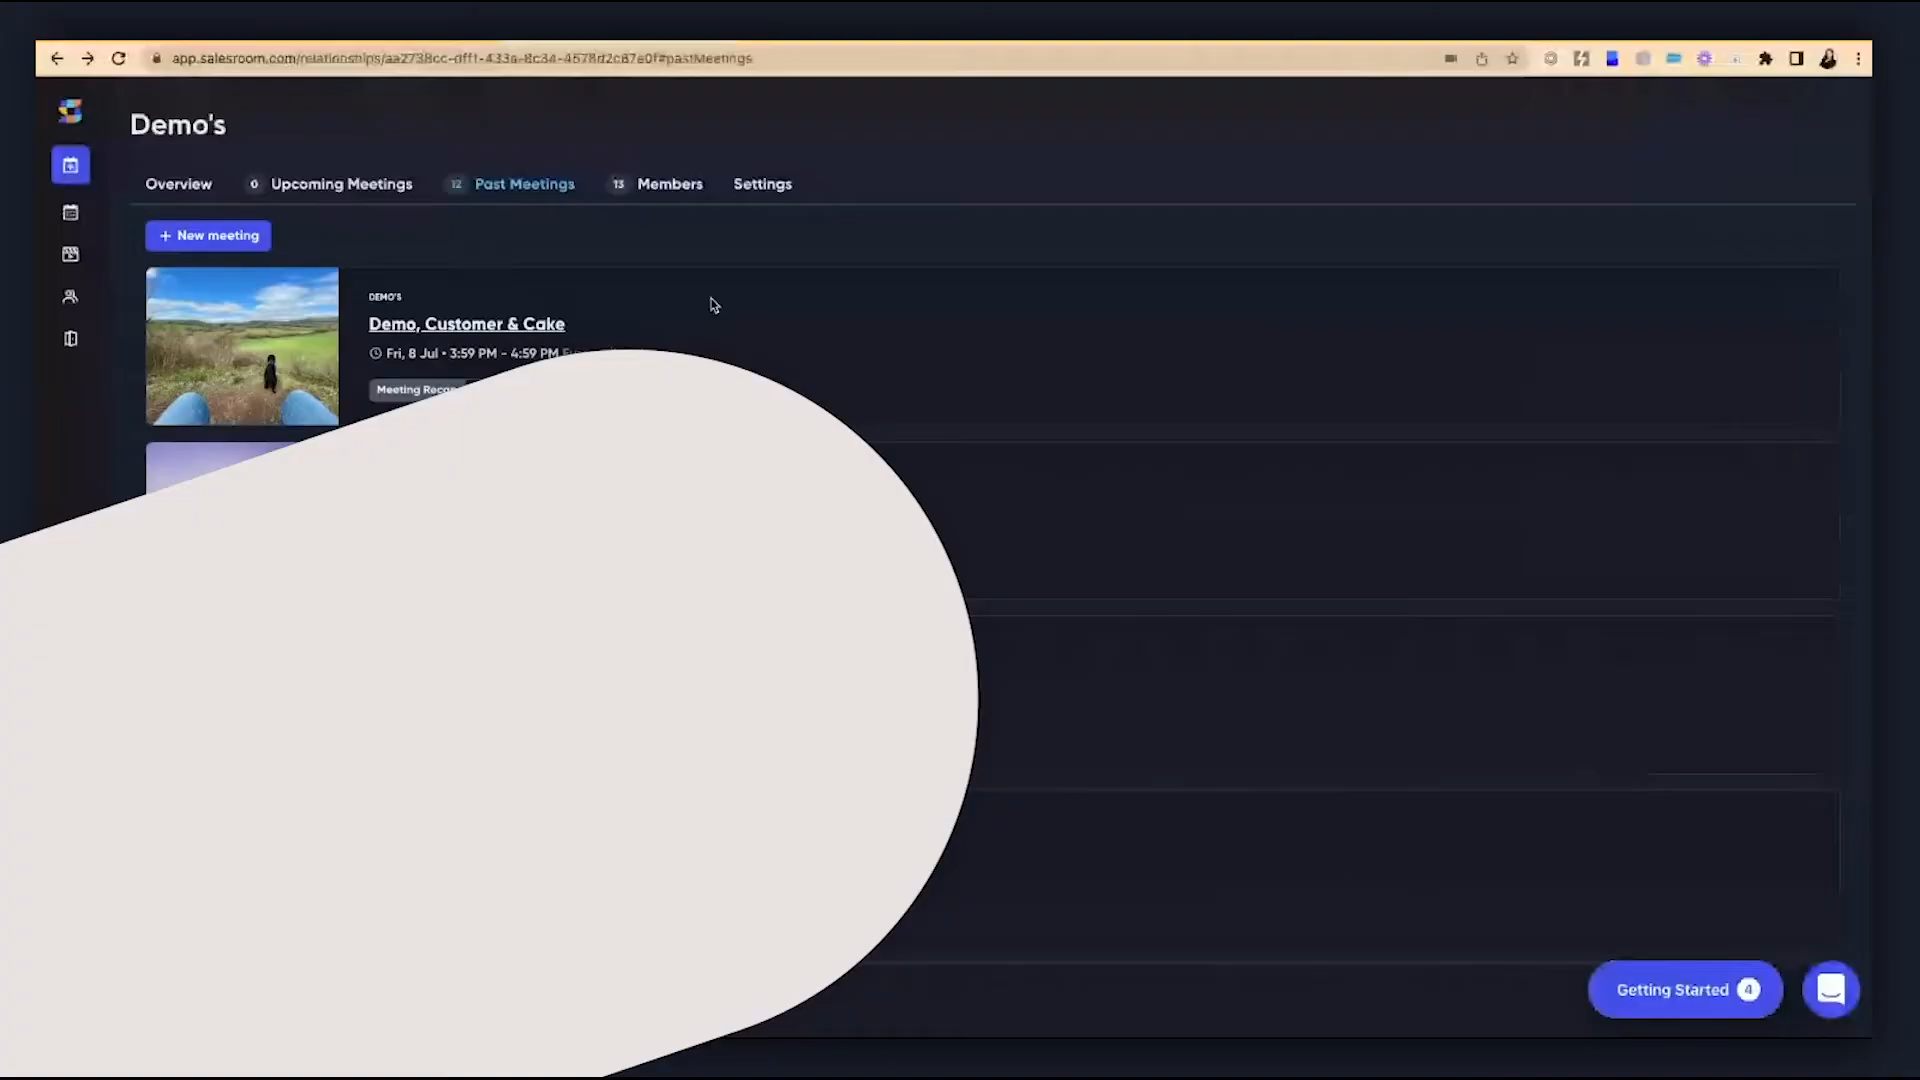 app.salesroom.com/relationships/aa2738cc-dff1-433a-8c34-4578d2c87e0f#pastMeetings
Demo's
Overview 0 Upcoming Meetings 12 Past Meetings 13 Members Settings
+ New meeting
DEMO'S
Demo, Customer & Cake
Fri, 8 Jul • 3:59 PM - 4:59 PM
Meeting
Getting Started 4